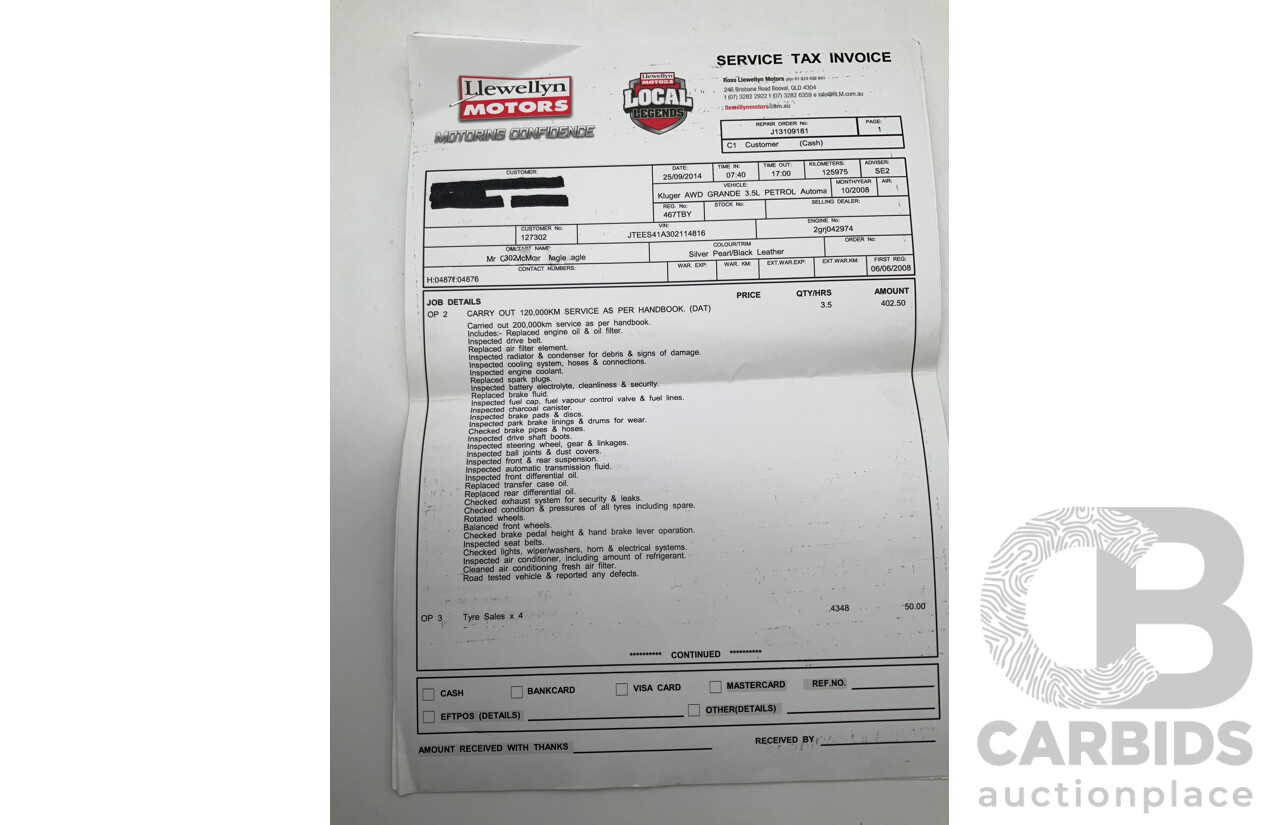 SERVICE TAX INVOICE
Llewellyn
MOTORS
MOTORING CONFIDENCE
Llewellyn
MOTORS
LOCAL
LEGENDS
Ross Llewellyn Motors
246 Brisbane Road Booval, QLD 4304
t (07) 3282 2922 f (07) 3282 6359 e
llewellynmotors.com.au
REPAIR ORDER No:
J13109181
PAGE:
1
C1 Customer (Cash)
CUSTOMER:
DATE:
25/09/2014
TIME IN:
07:40
TIME OUT:
17:00
KILOMETERS:
125975
ADVISER:
SE2
VEHICLE:
Kluger AWD GRANDE 3.5L PETROL Automa
MONTH/YEAR
10/2008
AIR:
REG. No:
467TBY
STOCK No:
SELLING DEALER:
CUSTOMER No:
127302
VIN:
JTEES41A302114816
ENGINE No:
2grj042974
NAME
Mr
COLOUR/TRIM
Silver Pearl/Black Leather
ORDER No:
CONTACT NUMBERS:
WAR. EXP:
WAR. KM:
EXT.WAR.EXP:
EXT.WAR.KM:
FIRST REG:
06/06/2008
JOB DETAILS PRICE QTY/HRS AMOUNT
OP 2 CARRY OUT 120,000KM SERVICE AS PER HANDBOOK. (DAT) 3.5 402.50
Carried out 200,000km service as per handbook.
Includes:- Replaced engine oil & oil filter.
Inspected drive belt.
Replaced air filter element.
Inspected radiator & condenser for debris & signs of damage.
Inspected cooling system, hoses & connections.
Inspected engine coolant.
Replaced spark plugs.
Inspected battery electrolyte, cleanliness & security.
Replaced brake fluid.
Inspected fuel cap, fuel vapour control valve & fuel lines.
Inspected charcoal canister.
Inspected brake pads & discs.
Inspected park brake linings & drums for wear.
Checked brake pipes & hoses.
Inspected drive shaft boots.
Inspected steering wheel, gear & linkages.
Inspected ball joints & dust covers.
Inspected front & rear suspension.
Inspected automatic transmission fluid.
Inspected front differential oil.
Replaced transfer case oil.
Replaced rear differential oil.
Checked exhaust system for security & leaks.
Checked condition & pressures of all tyres including spare.
Rotated wheels.
Balanced front wheels.
Checked brake pedal height & hand brake lever operation.
Inspected seat belts.
Checked lights, wiper/washers, horn & electrical systems.
Inspected air conditioner, including amount of refrigerant.
Cleaned air conditioning fresh air filter.
Road tested vehicle & reported any defects.
OP 3 Tyre Sales x 4 .4348 50.00
********** CONTINUED **********
CASH BANKCARD VISA CARD MASTERCARD REF.NO.
EFTPOS (DETAILS) OTHER(DETAILS)
AMOUNT RECEIVED WITH THANKS RECEIVED BY
CB
CARBIDS
auctionplace